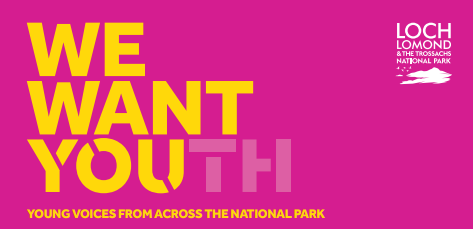 WE
WANT
YOUTH
YOUNG VOICES FROM ACROSS THE NATIONAL PARK
LOCH
LOMOND
& THE TROSSACHS
NATIONAL PARK